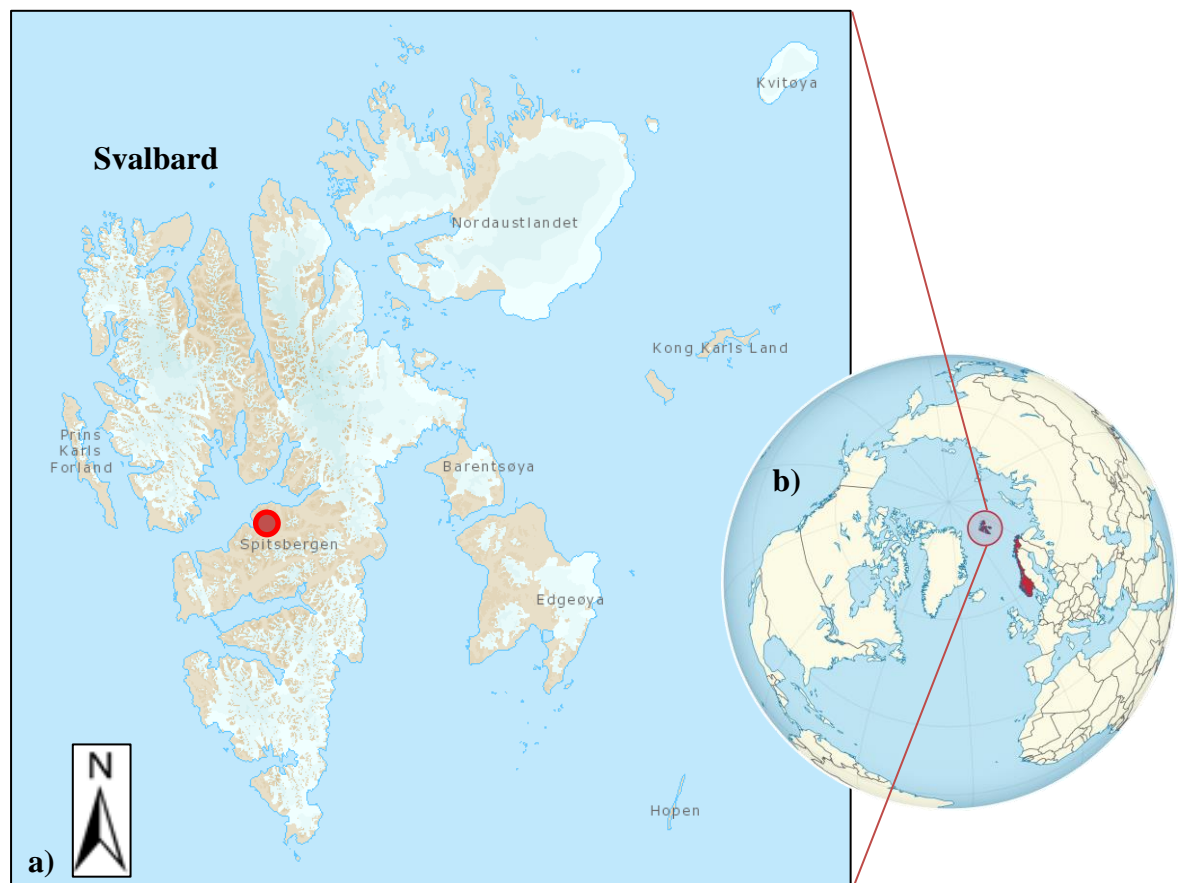 Kvitøya
Svalbard
Nordaustlandet
Kong Karls Land
Prins
Karls
Forland
Barentsøya
b)
Spitsbergen
Edgeøya
N
Hopen
a)